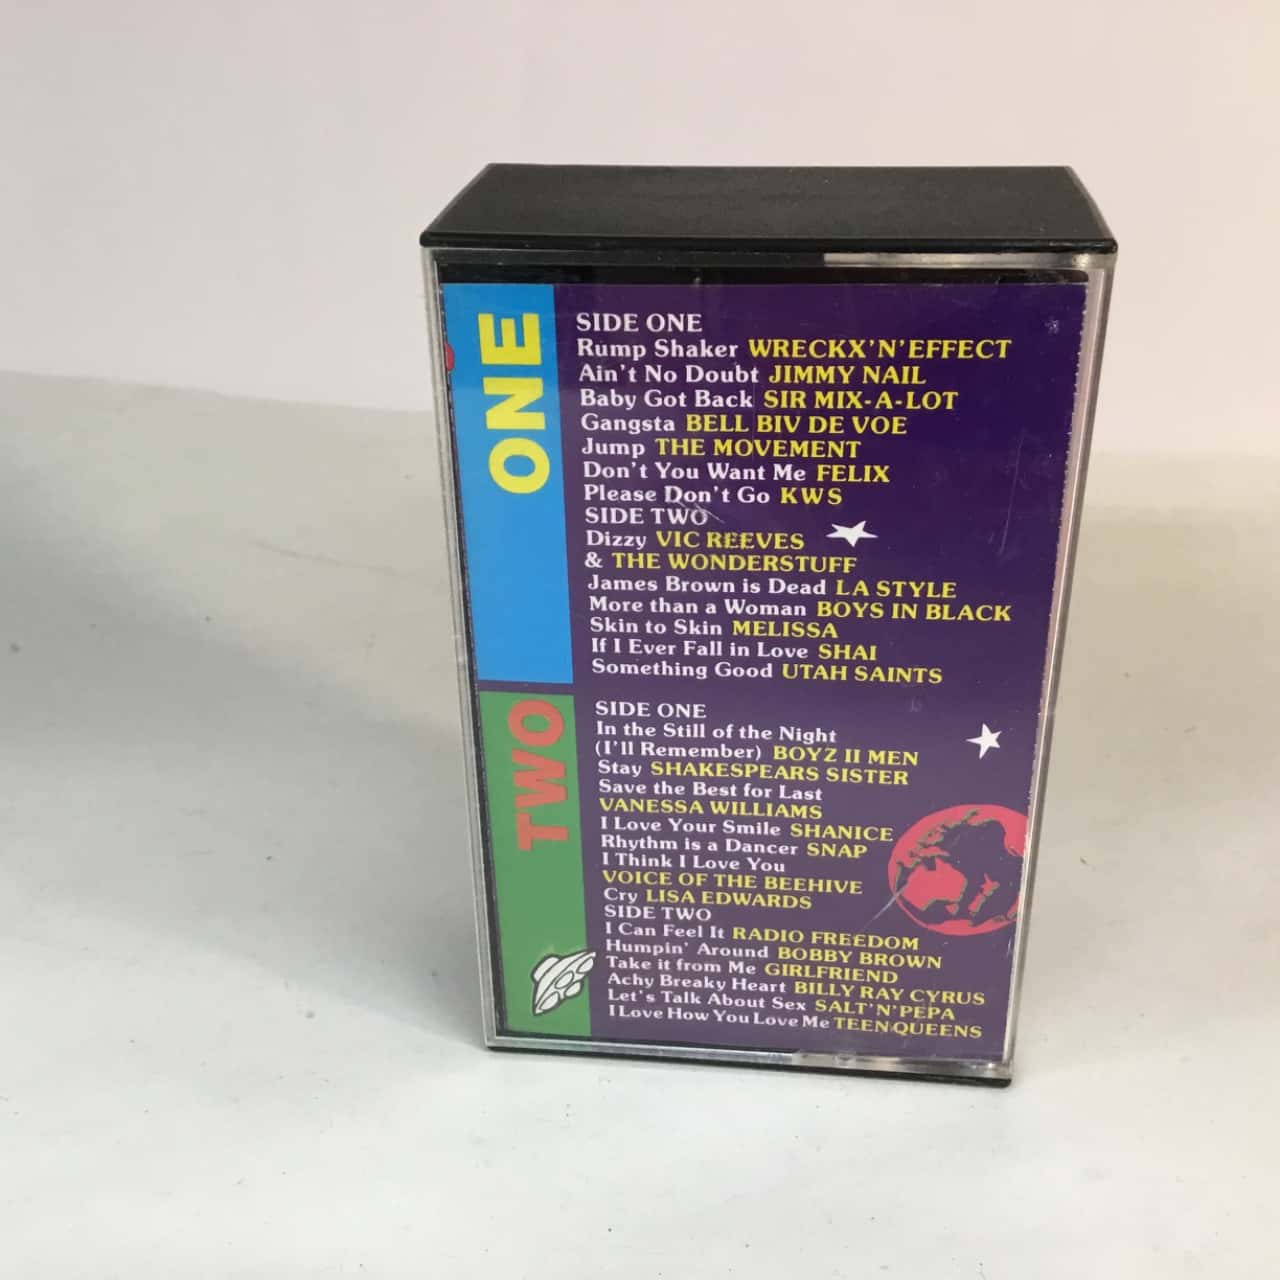 ONE
SIDE ONE
Rump Shaker WRECKX'N'EFFECT
Ain't No Doubt JIMMY NAIL
Baby Got Back SIR MIX-A-LOT
Gangsta BELL BIV DE VOE
Jump THE MOVEMENT
Don't You Want Me FELIX
Please Don't Go KWS
SIDE TWO
Dizzy VIC REEVES
& THE WONDERSTUFF
James Brown is Dead LA STYLE
More than a Woman BOYS IN BLACK
Skin to Skin MELISSA
If I Ever Fall in Love SHAI
Something Good UTAH SAINTS
TWO
SIDE ONE
In the Still of the Night
(I'll Remember) BOYZ II MEN
Stay SHAKESPEARS SISTER
Save the Best for Last
VANESSA WILLIAMS
I Love Your Smile SHANICE
Rhythm is a Dancer SNAP
I Think I Love You
VOICE OF THE BEEHIVE
Cry LISA EDWARDS
SIDE TWO
I Can Feel It RADIO FREEDOM
Humpin' Around BOBBY BROWN
Take it from Me GIRLFRIEND
Achy Breaky Heart BILLY RAY CYRUS
Let's Talk About Sex SALT'N'PEPA
I Love How You Love Me TEEN QUEENS